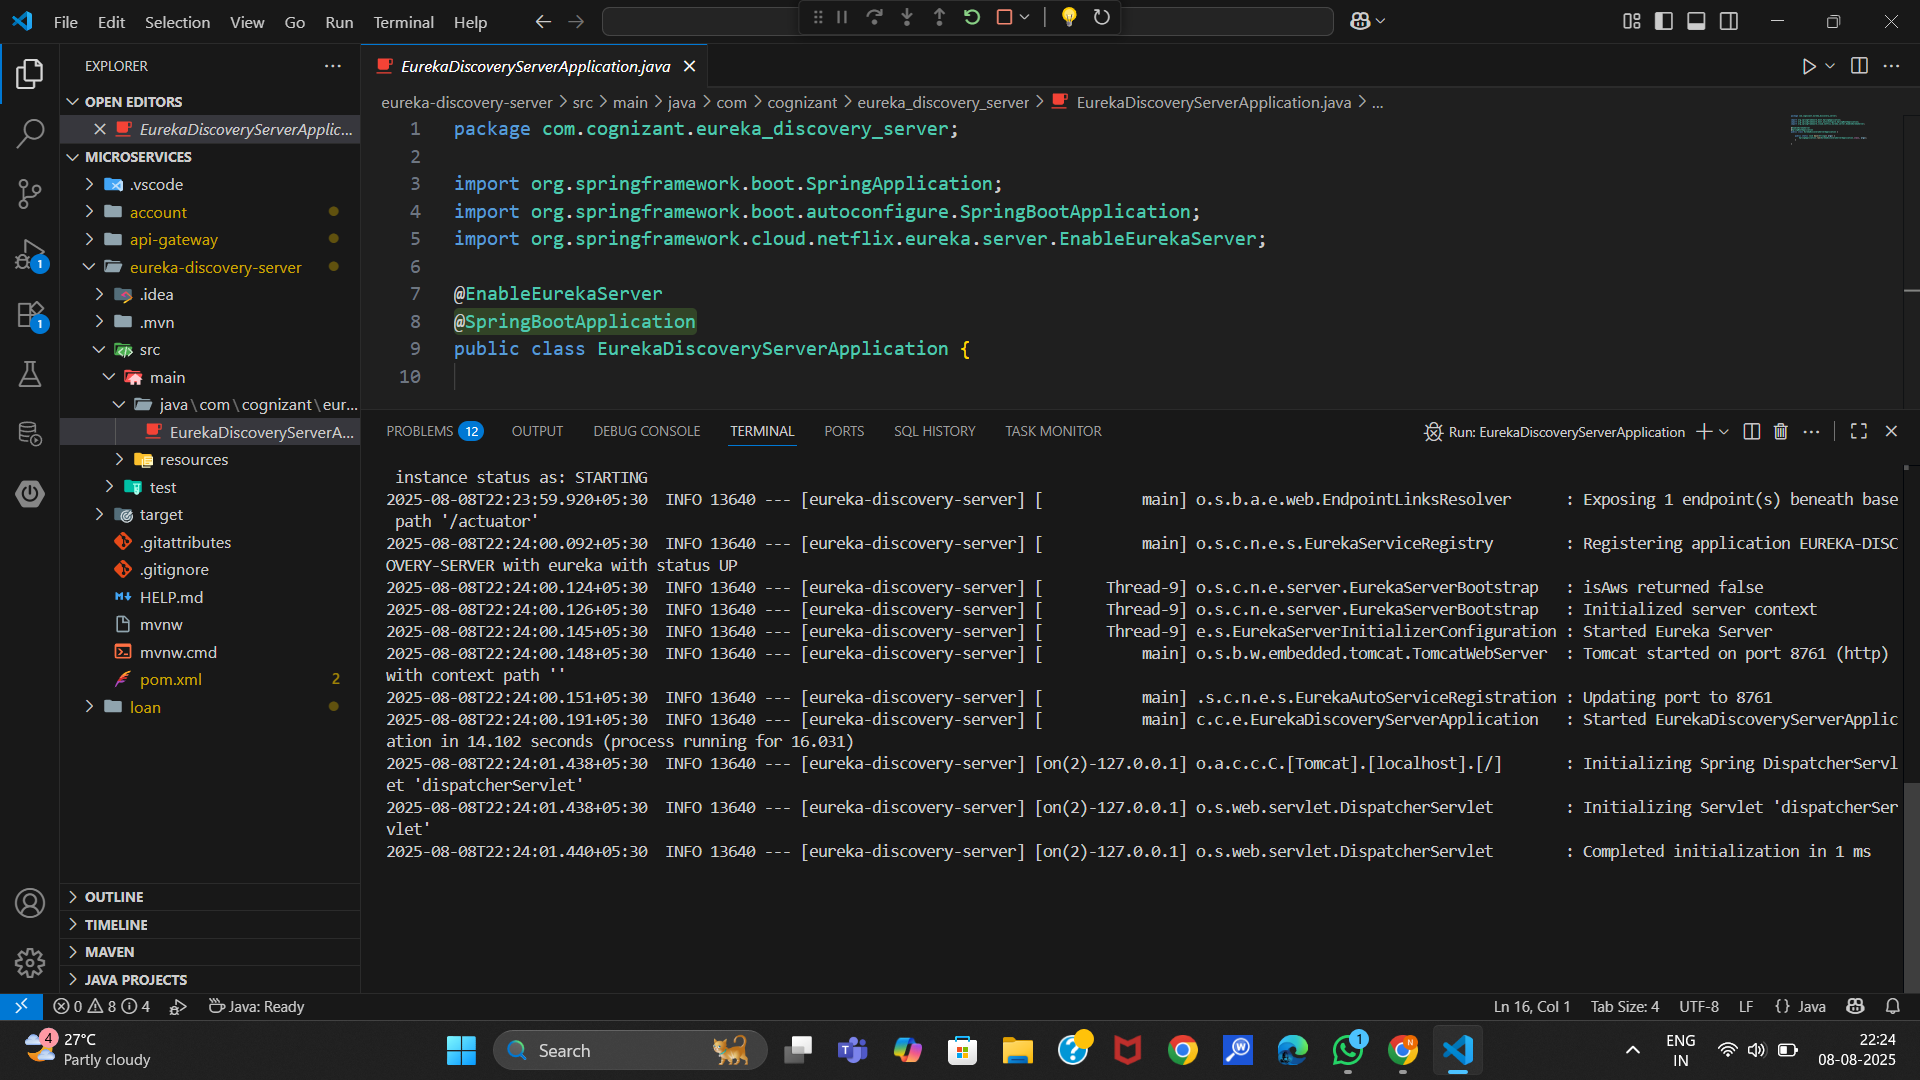 File Edit Selection View Go Run Terminal Help
EXPLORER
OPEN EDITORS
EurekaDiscoveryServerApplic...
MICROSERVICES
.vscode
account
api-gateway
eureka-discovery-server
.idea
.mvn
src
main
java\com\cognizant\eur...
EurekaDiscoveryServerA...
resources
test
target
.gitattributes
.gitignore
HELP.md
mvnw
mvnw.cmd
pom.xml 2
loan
OUTLINE
TIMELINE
MAVEN
JAVA PROJECTS
1
1
EurekaDiscoveryServerApplication.java
eureka-discovery-server > src > main > java > com > cognizant > eureka_discovery_server > EurekaDiscoveryServerApplication.java > ...
1 package com.cognizant.eureka_discovery_server;
2
3 import org.springframework.boot.SpringApplication;
4 import org.springframework.boot.autoconfigure.SpringBootApplication;
5 import org.springframework.cloud.netflix.eureka.server.EnableEurekaServer;
6
7 @EnableEurekaServer
8 @SpringBootApplication
9 public class EurekaDiscoveryServerApplication {
10
PROBLEMS 12 OUTPUT DEBUG CONSOLE TERMINAL PORTS SQL HISTORY TASK MONITOR
Run: EurekaDiscoveryServerApplication
instance status as: STARTING
2025-08-08T22:23:59.920+05:30  INFO 13640 --- [eureka-discovery-server] [           main] o.s.b.a.e.web.EndpointLinksResolver      : Exposing 1 endpoint(s) beneath base
path '/actuator'
2025-08-08T22:24:00.092+05:30  INFO 13640 --- [eureka-discovery-server] [           main] o.s.c.n.e.s.EurekaServiceRegistry        : Registering application EUREKA-DISC
OVERY-SERVER with eureka with status UP
2025-08-08T22:24:00.124+05:30  INFO 13640 --- [eureka-discovery-server] [       Thread-9] o.s.c.n.e.server.EurekaServerBootstrap   : isAws returned false
2025-08-08T22:24:00.126+05:30  INFO 13640 --- [eureka-discovery-server] [       Thread-9] o.s.c.n.e.server.EurekaServerBootstrap   : Initialized server context
2025-08-08T22:24:00.145+05:30  INFO 13640 --- [eureka-discovery-server] [       Thread-9] e.s.EurekaServerInitializerConfiguration : Started Eureka Server
2025-08-08T22:24:00.148+05:30  INFO 13640 --- [eureka-discovery-server] [           main] o.s.b.w.embedded.tomcat.TomcatWebServer  : Tomcat started on port 8761 (http)
with context path ''
2025-08-08T22:24:00.151+05:30  INFO 13640 --- [eureka-discovery-server] [           main] .s.c.n.e.s.EurekaAutoServiceRegistration : Updating port to 8761
2025-08-08T22:24:00.191+05:30  INFO 13640 --- [eureka-discovery-server] [           main] c.c.e.EurekaDiscoveryServerApplication   : Started EurekaDiscoveryServerApplic
ation in 14.102 seconds (process running for 16.031)
2025-08-08T22:24:01.438+05:30  INFO 13640 --- [eureka-discovery-server] [on(2)-127.0.0.1] o.a.c.c.C.[Tomcat].[localhost].[/]       : Initializing Spring DispatcherServl
et 'dispatcherServlet'
2025-08-08T22:24:01.438+05:30  INFO 13640 --- [eureka-discovery-server] [on(2)-127.0.0.1] o.s.web.servlet.DispatcherServlet        : Initializing Servlet 'dispatcherSer
vlet'
2025-08-08T22:24:01.440+05:30  INFO 13640 --- [eureka-discovery-server] [on(2)-127.0.0.1] o.s.web.servlet.DispatcherServlet        : Completed initialization in 1 ms
0 8 4 Java: Ready
Ln 16, Col 1 Tab Size: 4 UTF-8 LF {} Java
4
27°C
Partly cloudy
Search
1
N
ENG
IN
22:24
08-08-2025